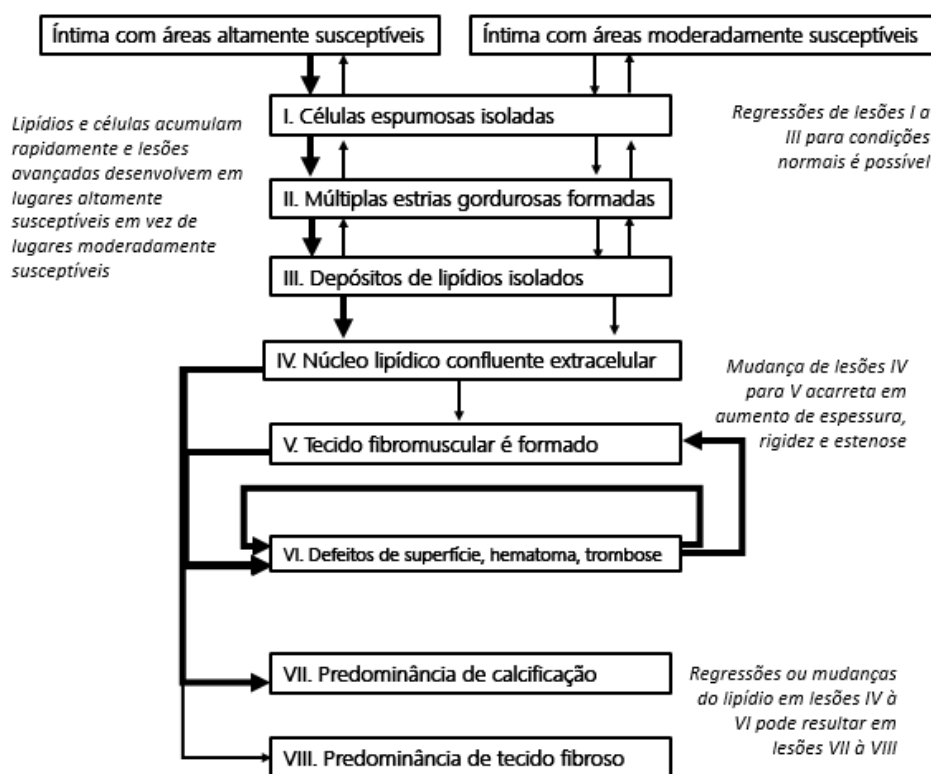 Íntima com áreas altamente susceptíveis
Íntima com áreas moderadamente susceptíveis
I. Células espumosas isoladas
Lipídios e células acumulam
rapidamente e lesões
avançadas desenvolvem em
lugares altamente
susceptíveis em vez de
lugares moderadamente
susceptíveis
Regressões de lesões I a
III para condições
normais é possível
II. Múltiplas estrias gordurosas formadas
III. Depósitos de lipídios isolados
IV. Núcleo lipídico confluente extracelular
Mudança de lesões IV
para V acarreta em
aumento de espessura,
rigidez e estenose
V. Tecido fibromuscular é formado
VI. Defeitos de superfície, hematoma, trombose
VII. Predominância de calcificação
Regressões ou mudanças
do lipídio em lesões IV à
VI pode resultar em
lesões VII à VIII
VIII. Predominância de tecido fibroso